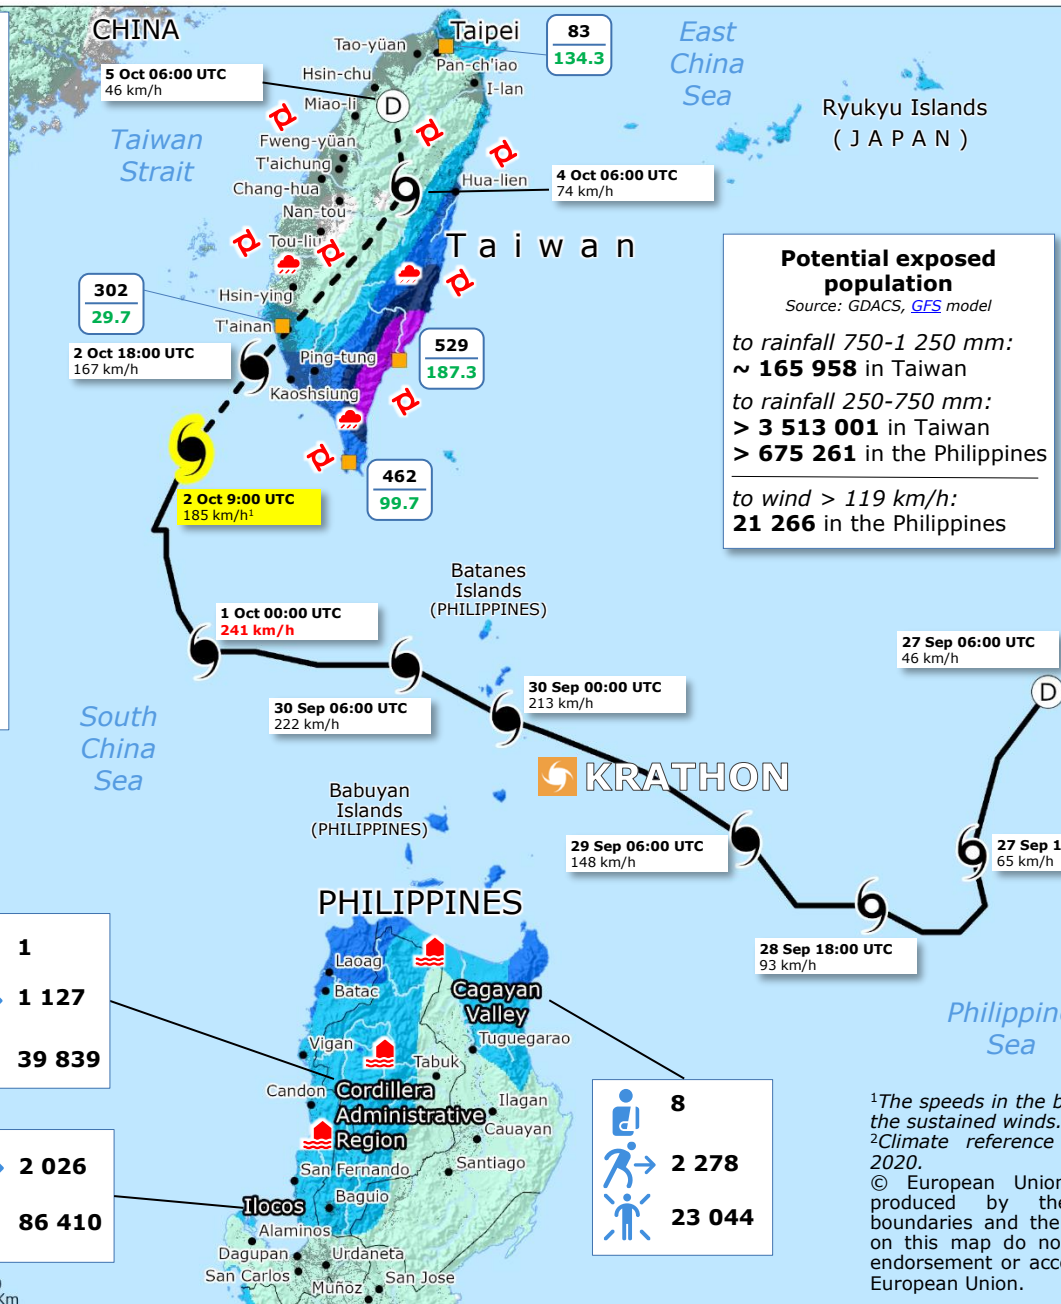 CHINA
Taipei
83
134.3
East
China
Sea
Tao-yüan
Pan-ch'iao
5 Oct 06:00 UTC
46 km/h
Hsin-chu
I-lan
D
Miao-li
Ryukyu Islands
( J A P A N )
Taiwan
Strait
Fweng-yüan
T'aichung
Chang-hua
Hua-lien
4 Oct 06:00 UTC
74 km/h
Nan-tou
Tou-liu
Taiwan
Potential exposed
population
Source: GDACS, GFS model
to rainfall 750-1 250 mm:
~ 165 958 in Taiwan
to rainfall 250-750 mm:
> 3 513 001 in Taiwan
> 675 261 in the Philippines
to wind > 119 km/h:
21 266 in the Philippines
302
29.7
Hsin-ying
T'ainan
2 Oct 18:00 UTC
167 km/h
Ping-tung
529
187.3
Kaoshsiung
462
99.7
2 Oct 9:00 UTC
185 km/h¹
Batanes
Islands
(PHILIPPINES)
1 Oct 00:00 UTC
241 km/h
27 Sep 06:00 UTC
46 km/h
D
30 Sep 00:00 UTC
213 km/h
30 Sep 06:00 UTC
222 km/h
South
China
Sea
KRATHON
Babuyan
Islands
(PHILIPPINES)
29 Sep 06:00 UTC
148 km/h
27 Sep 1
65 km/h
PHILIPPINES
28 Sep 18:00 UTC
93 km/h
1
1 127
39 839
Laoag
Batac
Cagayan
Valley
Philippin
Sea
Vigan
Tuguegarao
Tabuk
Candon
Cordillera
Administrative
Region
Ilagan
Cauayan
8
2 278
23 044
2 026
86 410
San Fernando
Santiago
Ilocos
Baguio
Alaminos
Dagupan
Urdaneta
San Carlos
San Jose
Muñoz
Km
¹The speeds in the b
the sustained winds.
²Climate reference
2020.
© European Union
produced by the
boundaries and the
on this map do no
endorsement or acc
European Union.